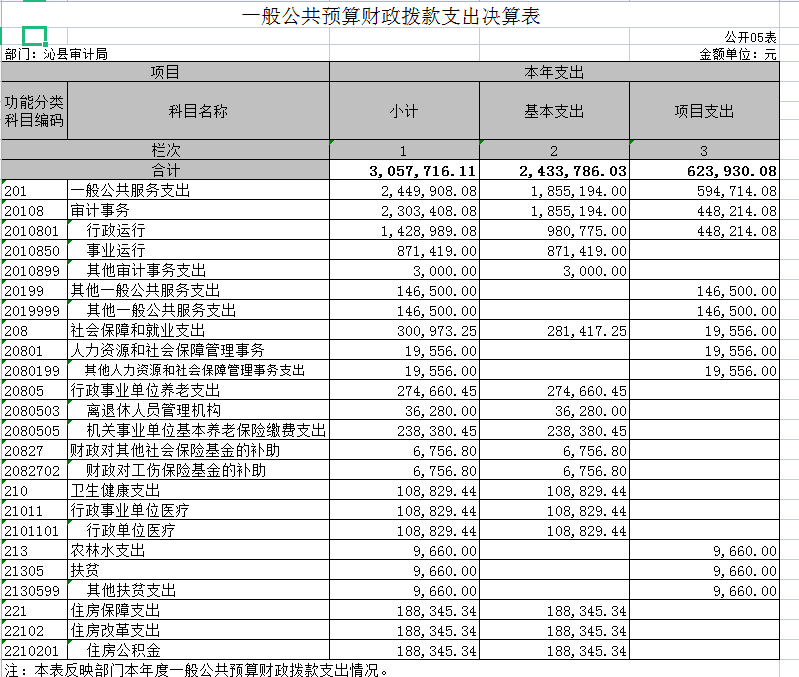 一般公共预算财政拨款支出决算表
公开05表
部门：沁县审计局 金额单位：元
项目 本年支出
功能分类科目编码 科目名称 小计 基本支出 项目支出
栏次 1 2 3
合计 3,057,716.11 2,433,786.03 623,930.08
201 一般公共服务支出 2,449,908.08 1,855,194.00 594,714.08
20108 审计事务 2,303,408.08 1,855,194.00 448,214.08
2010801 行政运行 1,428,989.08 980,775.00 448,214.08
2010850 事业运行 871,419.00 871,419.00
2010899 其他审计事务支出 3,000.00 3,000.00
20199 其他一般公共服务支出 146,500.00 146,500.00
2019999 其他一般公共服务支出 146,500.00 146,500.00
208 社会保障和就业支出 300,973.25 281,417.25 19,556.00
20801 人力资源和社会保障管理事务 19,556.00 19,556.00
2080199 其他人力资源和社会保障管理事务支出 19,556.00 19,556.00
20805 行政事业单位养老支出 274,660.45 274,660.45
2080503 离退休人员管理机构 36,280.00 36,280.00
2080505 机关事业单位基本养老保险缴费支出 238,380.45 238,380.45
20827 财政对其他社会保险基金的补助 6,756.80 6,756.80
2082702 财政对工伤保险基金的补助 6,756.80 6,756.80
210 卫生健康支出 108,829.44 108,829.44
21011 行政事业单位医疗 108,829.44 108,829.44
2101101 行政单位医疗 108,829.44 108,829.44
213 农林水支出 9,660.00 9,660.00
21305 扶贫 9,660.00 9,660.00
2130599 其他扶贫支出 9,660.00 9,660.00
221 住房保障支出 188,345.34 188,345.34
22102 住房改革支出 188,345.34 188,345.34
2210201 住房公积金 188,345.34 188,345.34
注：本表反映部门本年度一般公共预算财政拨款支出情况。